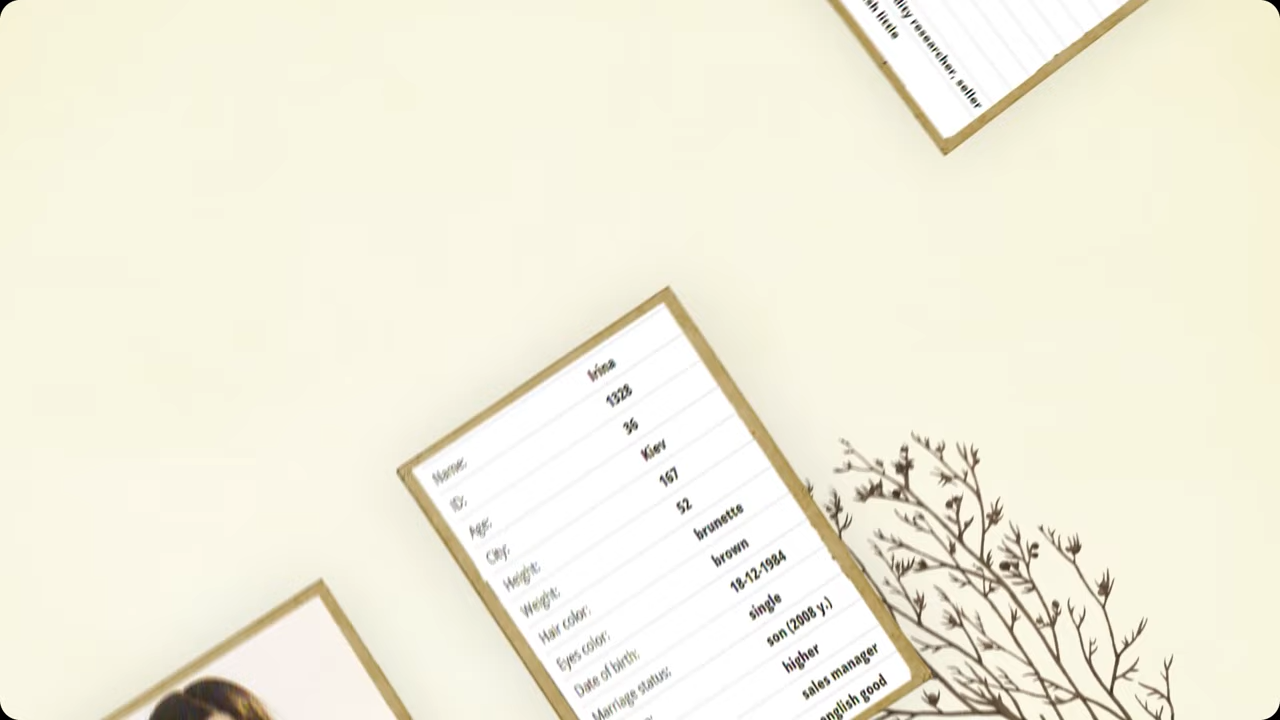 researcher, seller
little
Name: Irina
ID: 1328
Age: 36
City: Kiev
Height: 167
Weight: 52
Hair color: brunette
Eyes color: brown
Date of birth: 18-12-1984
Marriage status: single
son (2008 y.)
higher
sales manager
english good